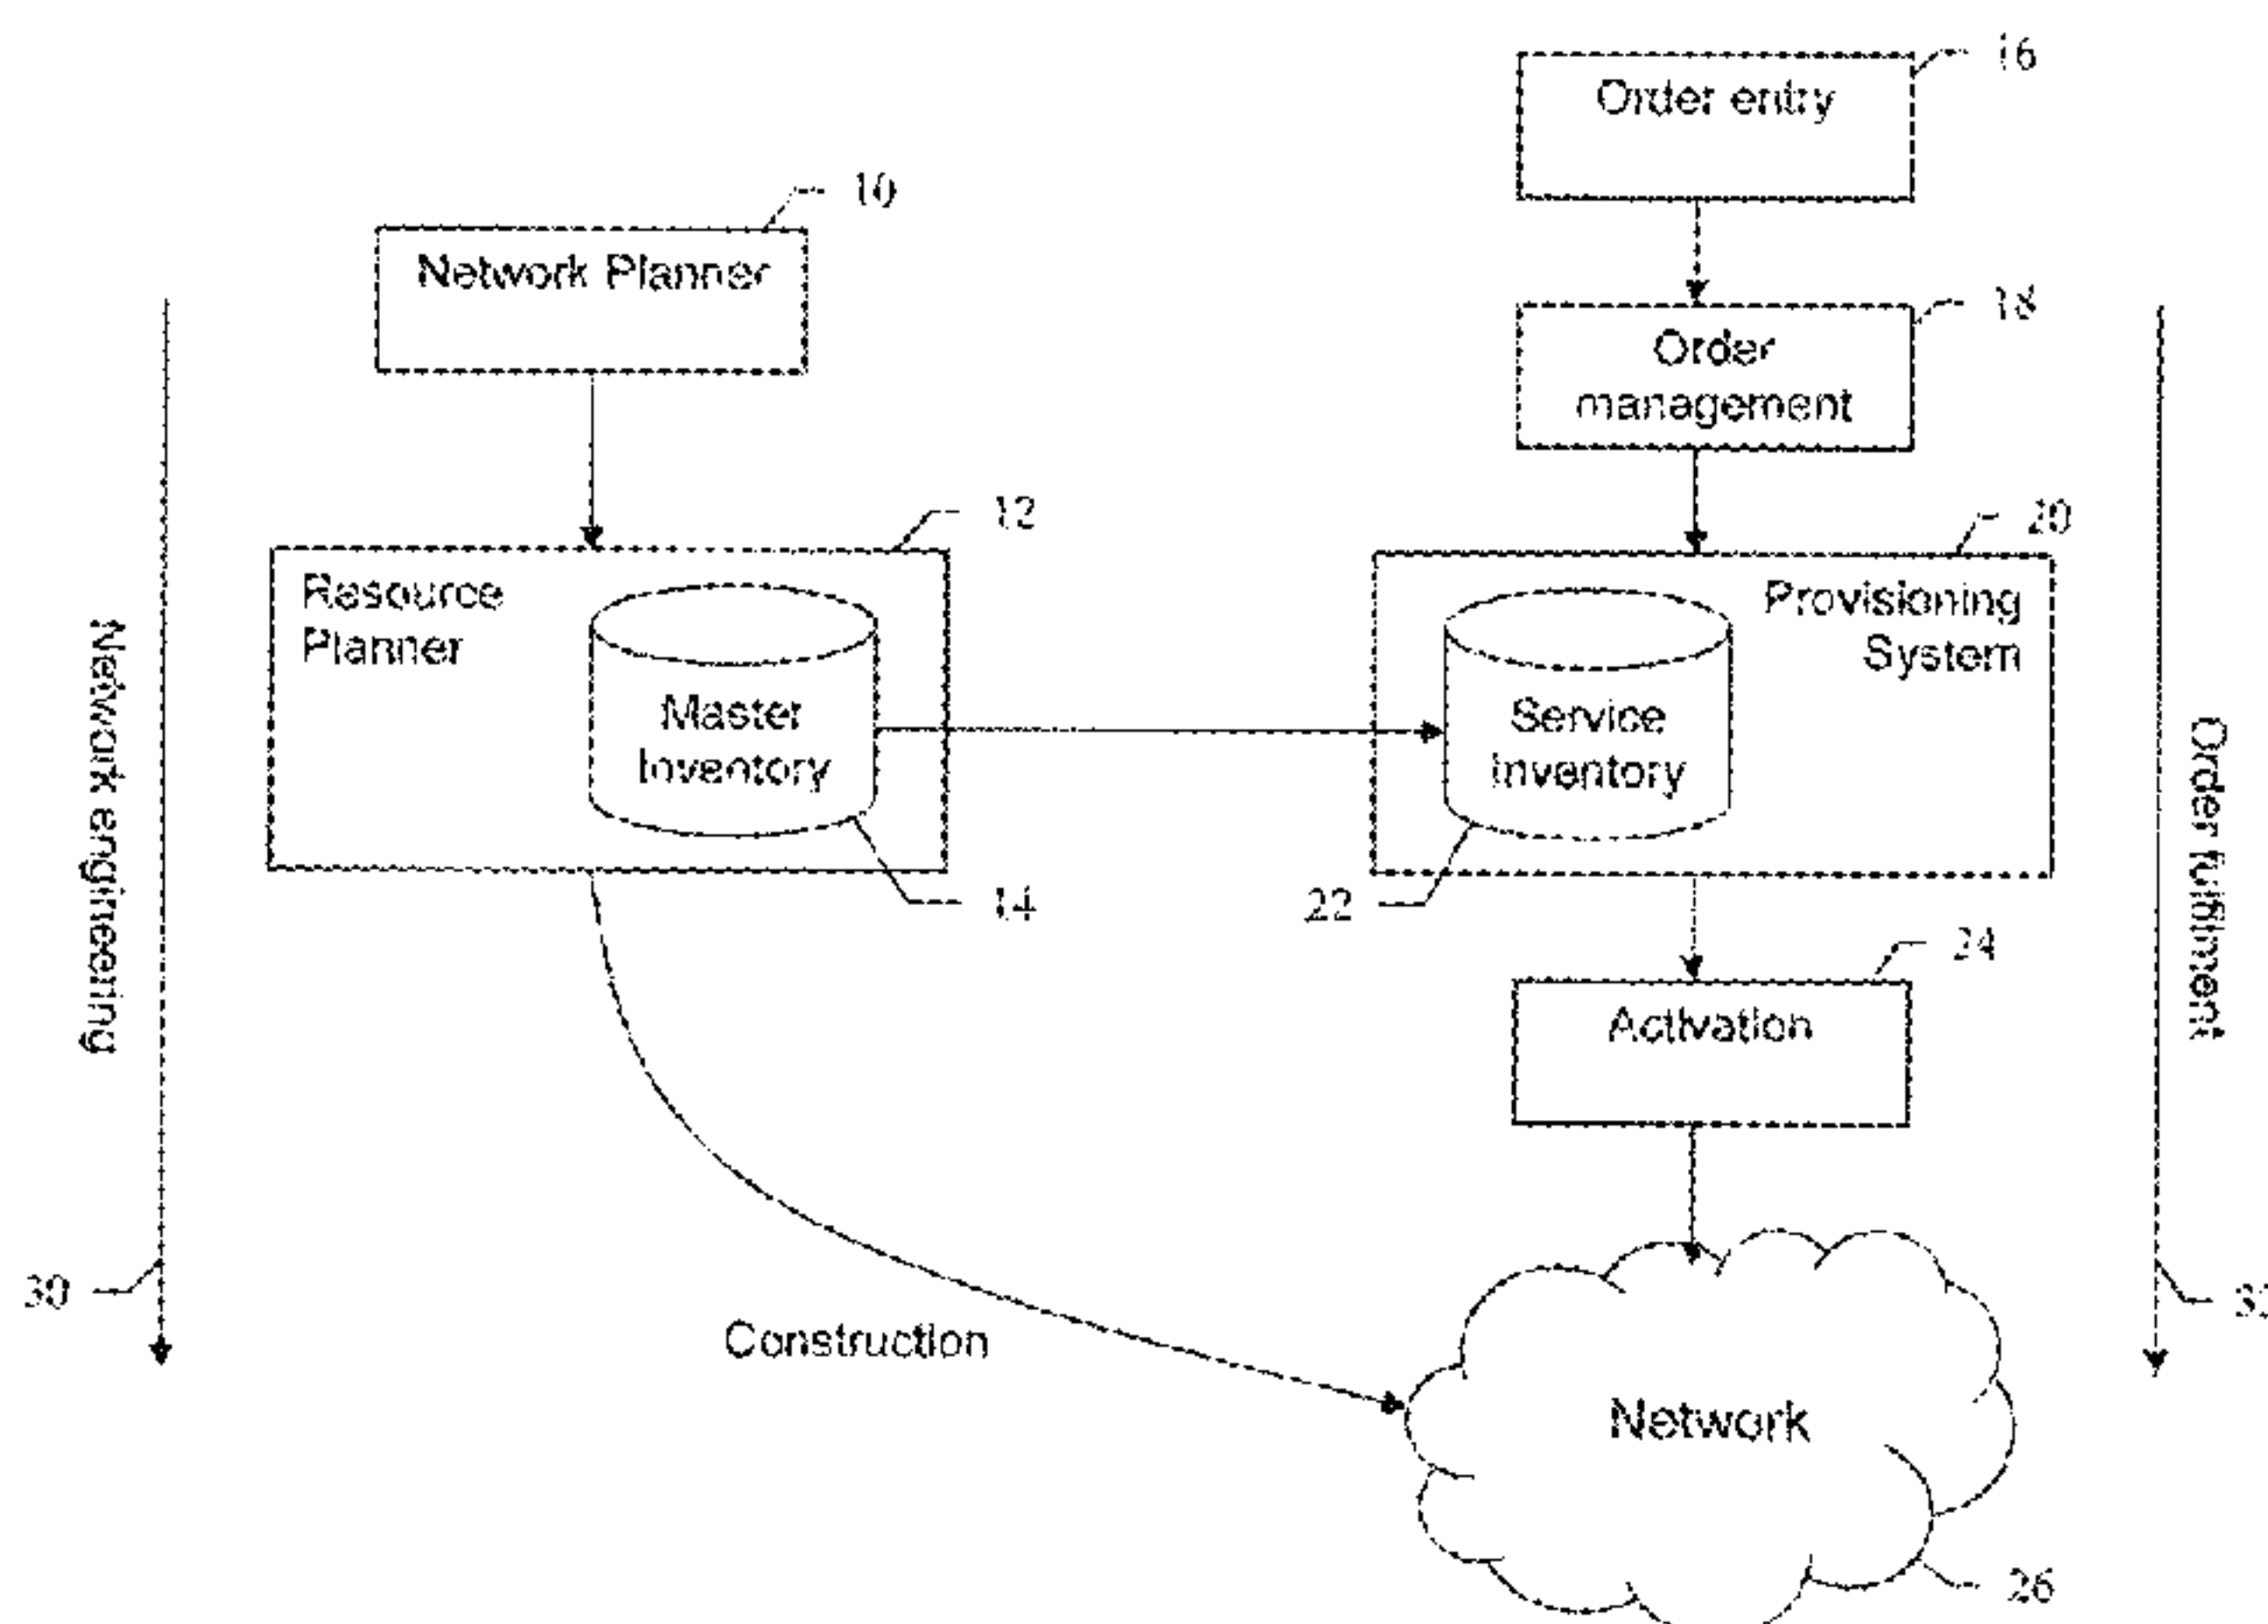 16
Order entry
10
Network Planner
18
Order
management
12
20
Resource
Planner
Provisioning
System
Master
Inventory
Service
Inventory
Network engineering
Order fulfilment
14
22
24
Activation
30
Construction
Network
26